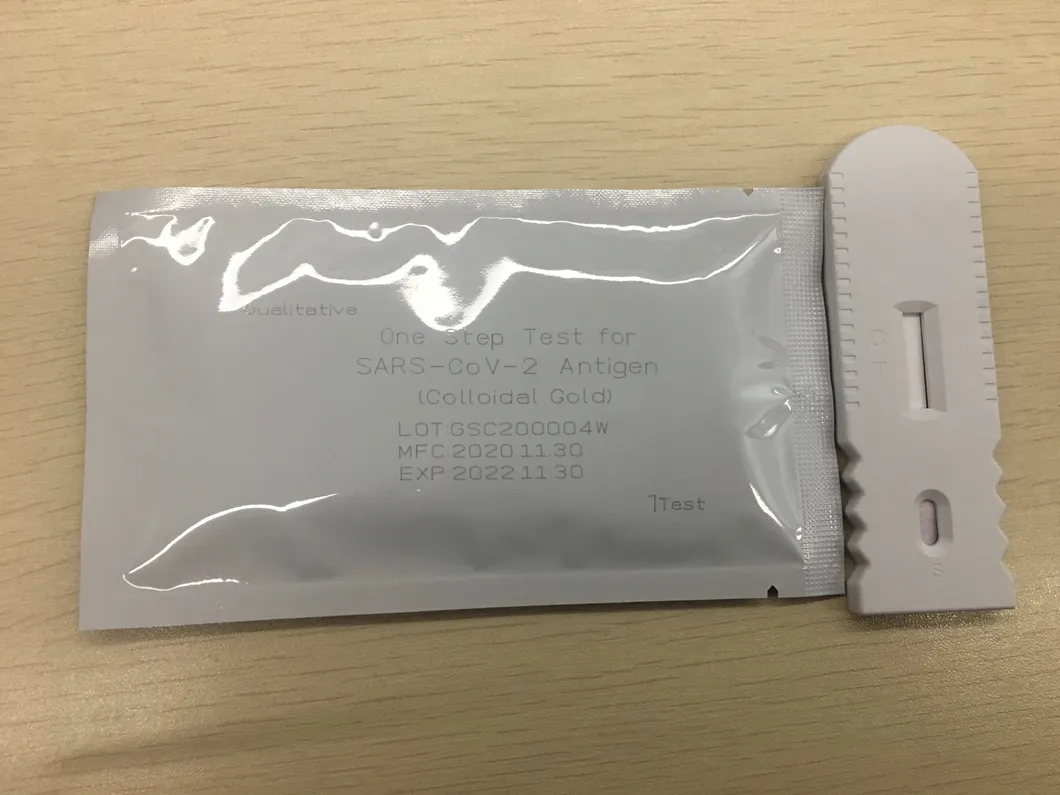 Qualitative
One Step Test for
SARS-CoV-2 Antigen
(Colloidal Gold)
LOT:GSC200004W
MFC:2020.11.30
EXP:2022.11.30
1Test
C
T
S